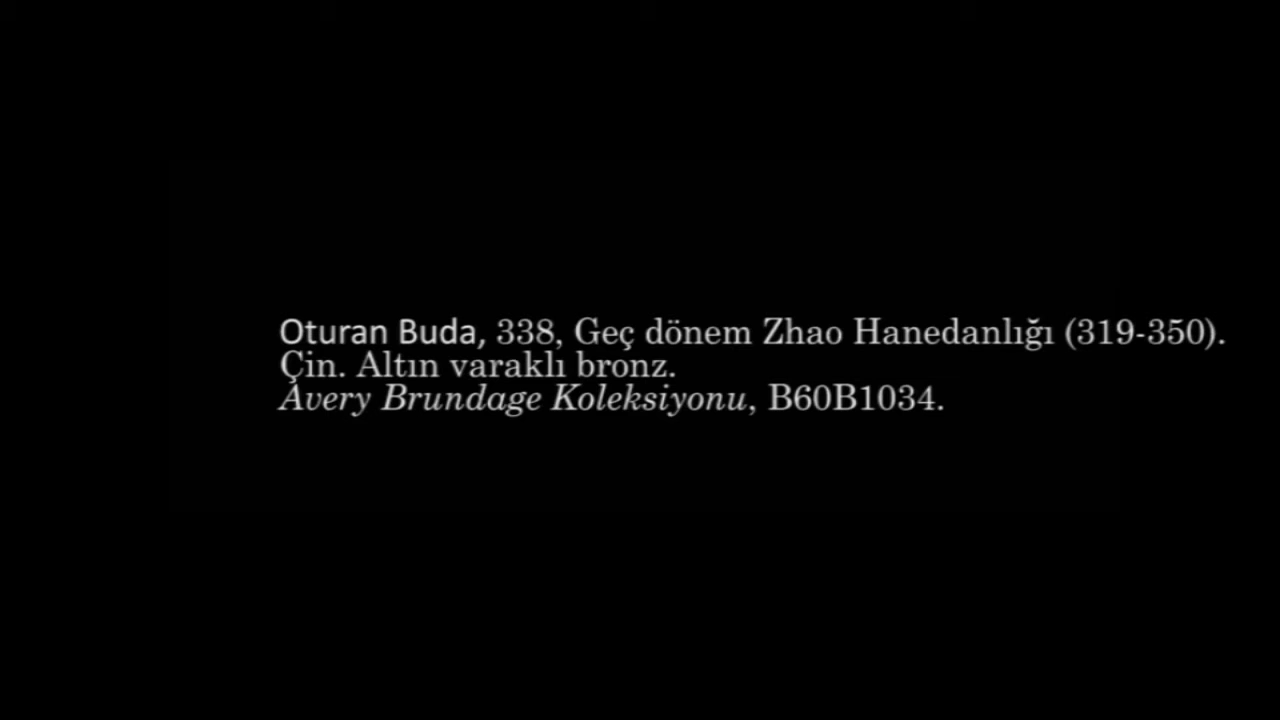 Oturan Buda, 338, Geç dönem Zhao Hanedanlığı (319-350).
Çin. Altın varaklı bronz.
Avery Brundage Koleksiyonu, B60B1034.